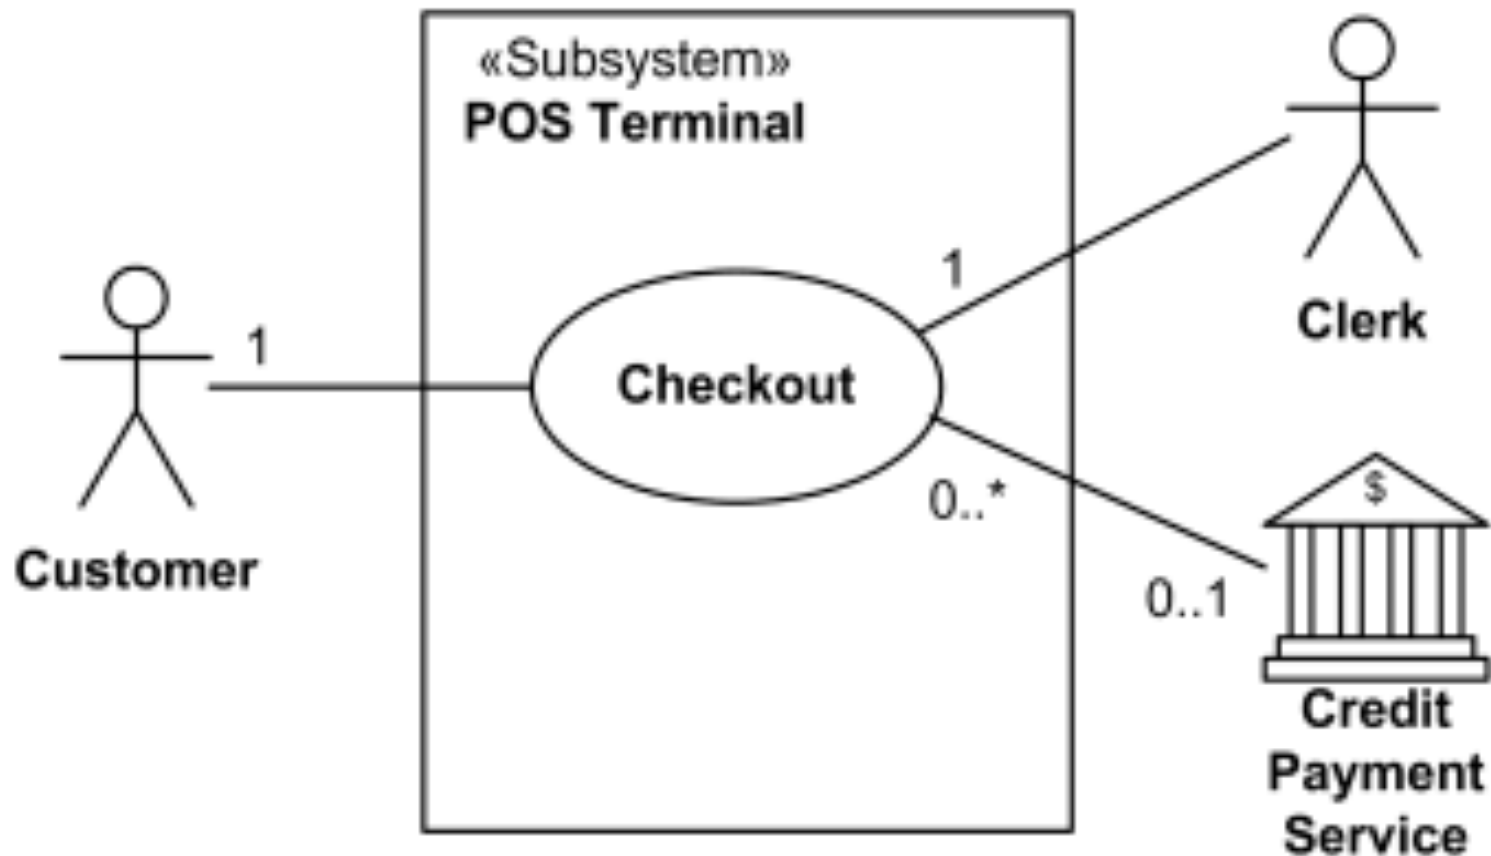 «Subsystem»
POS Terminal
1
Clerk
1
Checkout
0..*
Customer
$
0..1
Credit
Payment
Service